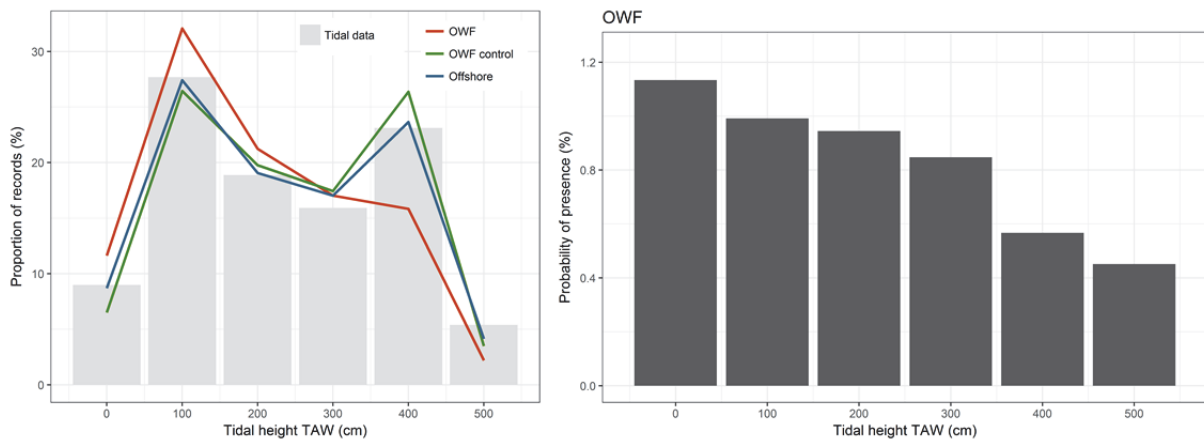 Proportion of records (%)
30
20
10
0
Tidal data
OWF
OWF control
Offshore
0 100 200 300 400 500
Tidal height TAW (cm)
OWF
Probability of presence (%)
1.2
0.8
0.4
0.0
0 100 200 300 400 500
Tidal height TAW (cm)